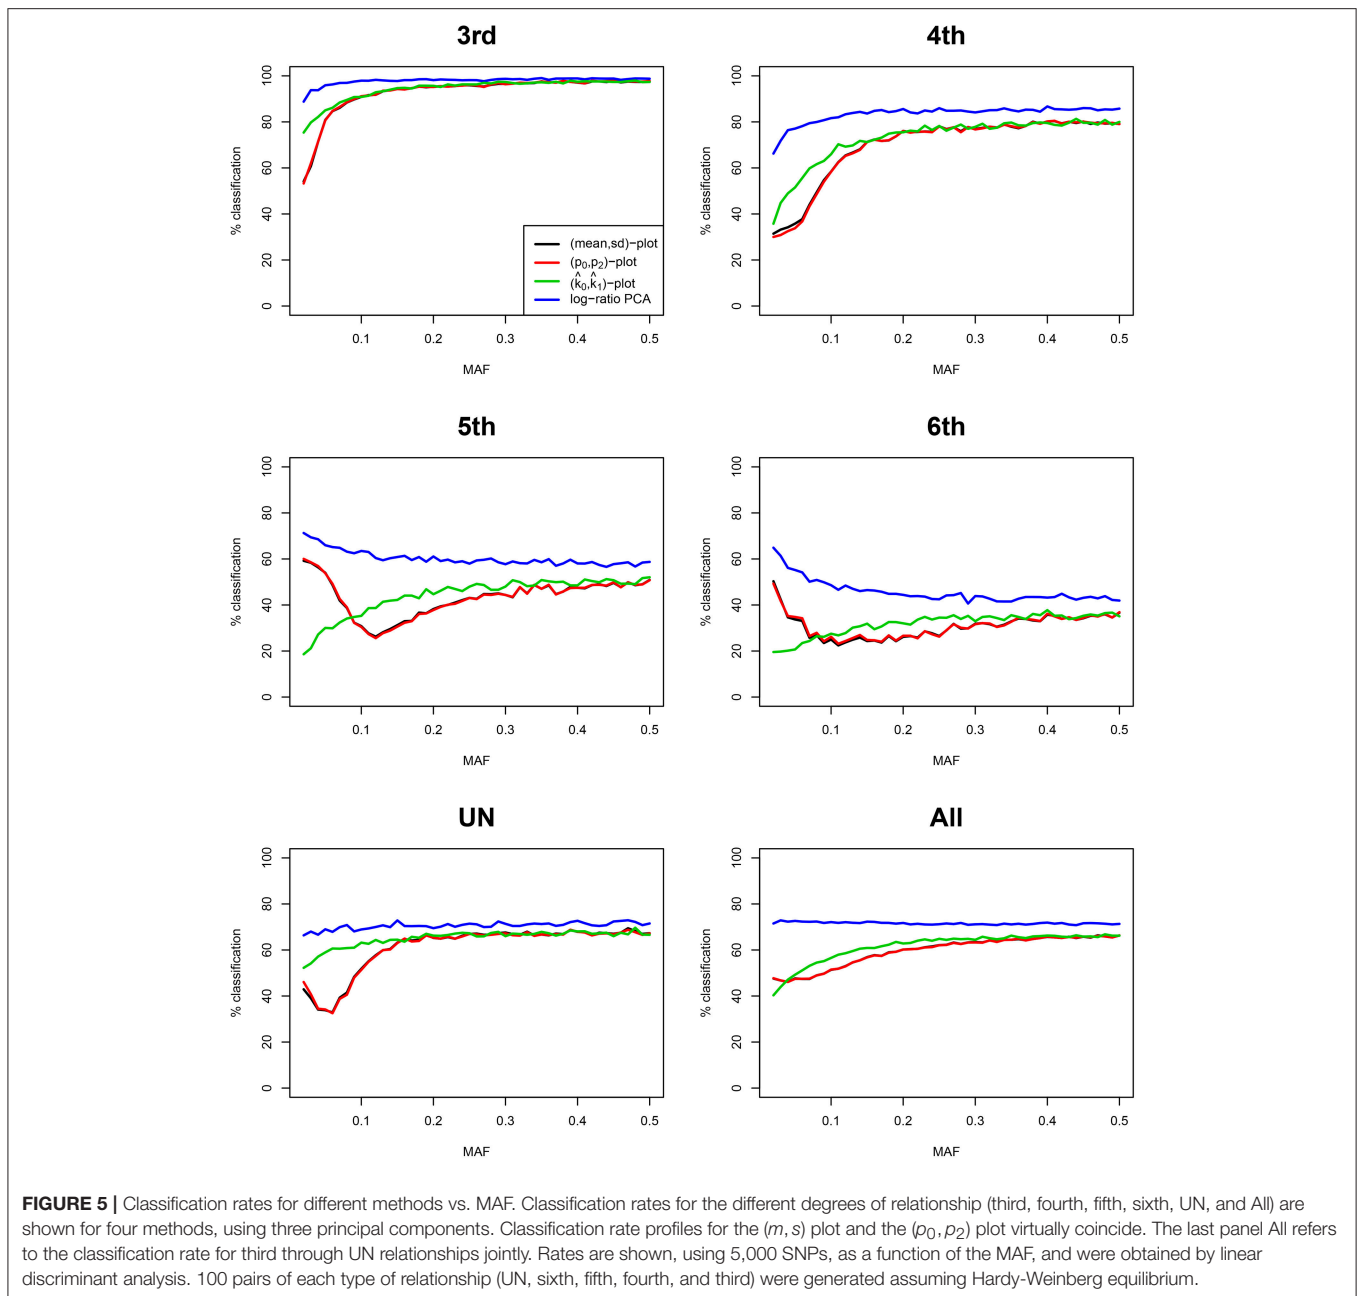 3rd
% classification
0 20 40 60 80 100
0.1 0.2 0.3 0.4 0.5
MAF
(mean,sd)−plot
(p₀,p₂)−plot
(k̂₀,k̂₁)−plot
log−ratio PCA
4th
% classification
0 20 40 60 80 100
0.1 0.2 0.3 0.4 0.5
MAF
5th
% classification
0 20 40 60 80 100
0.1 0.2 0.3 0.4 0.5
MAF
6th
% classification
0 20 40 60 80 100
0.1 0.2 0.3 0.4 0.5
MAF
UN
% classification
0 20 40 60 80 100
0.1 0.2 0.3 0.4 0.5
MAF
All
% classification
0 20 40 60 80 100
0.1 0.2 0.3 0.4 0.5
MAF
FIGURE 5 | Classification rates for different methods vs. MAF. Classification rates for the different degrees of relationship (third, fourth, fifth, sixth, UN, and All) are
shown for four methods, using three principal components. Classification rate profiles for the (m, s) plot and the (p₀, p₂) plot virtually coincide. The last panel All refers
to the classification rate for third through UN relationships jointly. Rates are shown, using 5,000 SNPs, as a function of the MAF, and were obtained by linear
discriminant analysis. 100 pairs of each type of relationship (UN, sixth, fifth, fourth, and third) were generated assuming Hardy-Weinberg equilibrium.